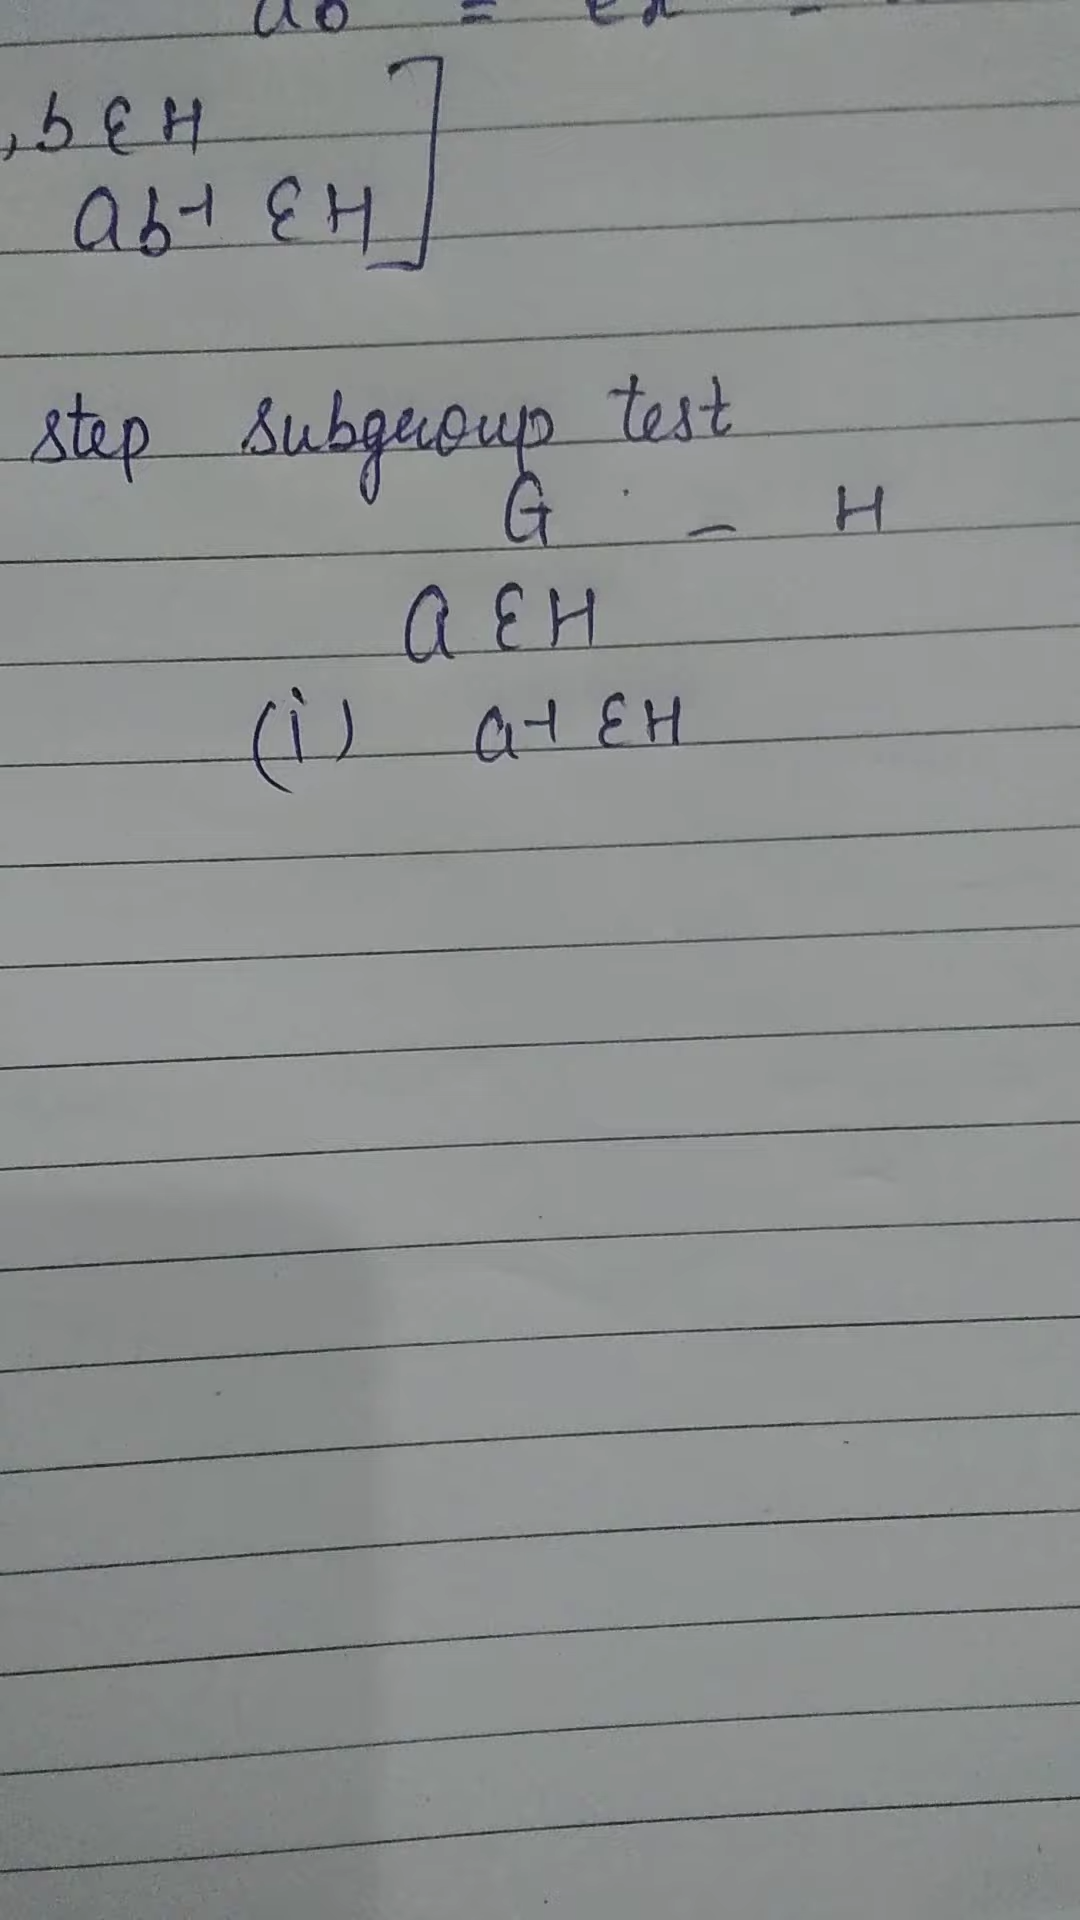 , b ∈ H
ab⁻¹ ∈ H
step subgroup test
G - H
a ∈ H
(i) a⁻¹ ∈ H